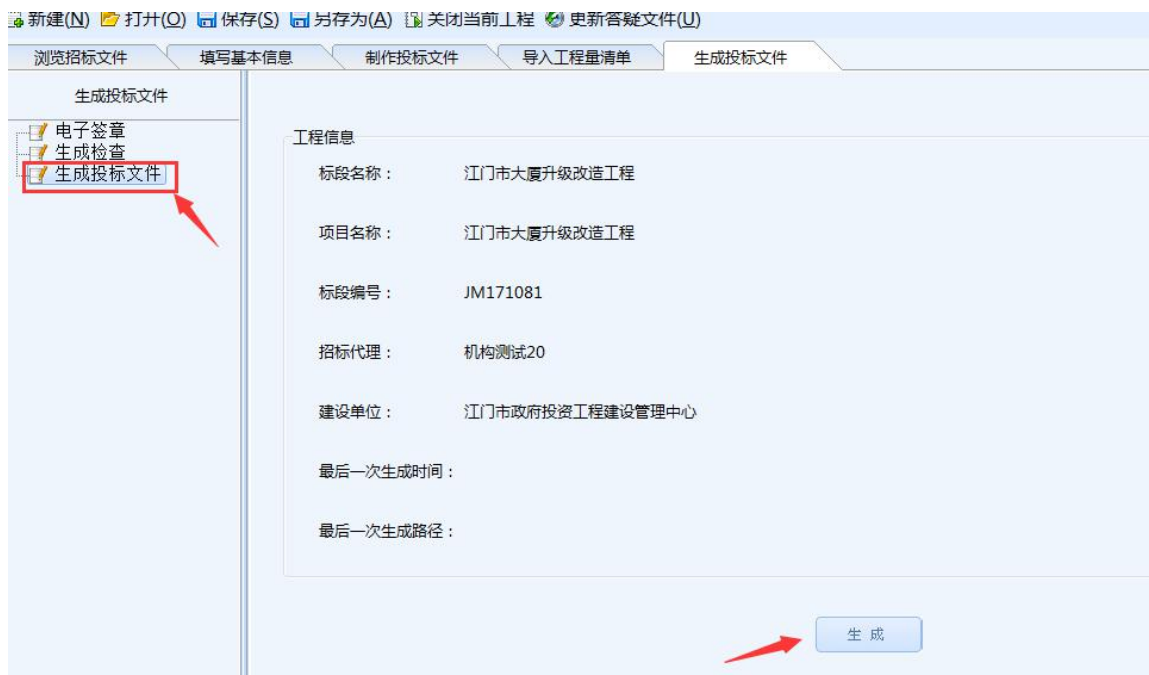 新建(N) 打开(O) 保存(S) 另存为(A) 关闭当前工程 更新答疑文件(U)
浏览招标文件 填写基本信息 制作投标文件 导入工程量清单 生成投标文件
生成投标文件
电子签章
生成检查
生成投标文件
工程信息
标段名称： 江门市大厦升级改造工程
项目名称： 江门市大厦升级改造工程
标段编号： JM171081
招标代理： 机构测试20
建设单位： 江门市政府投资工程建设管理中心
最后一次生成时间：
最后一次生成路径：
生 成